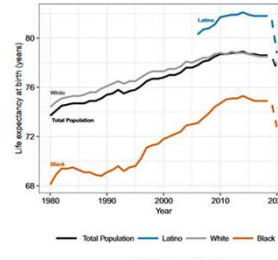 Latino
80
76
72
68
Life expectancy at birth (years)
White
Total Population
Black
1980 1990 2000 2010 20
Year
Total Population Latino White Black